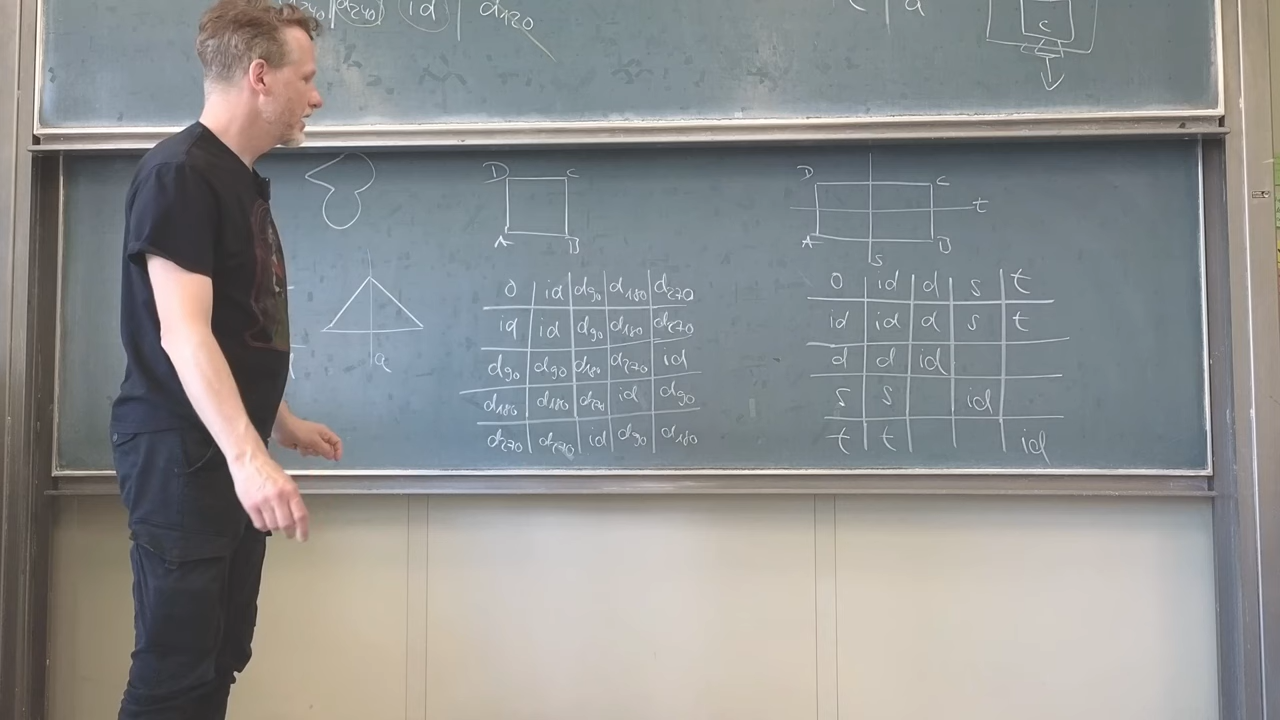 d240 d240 id d120
c
D C
A B
D C
t
A B
s
a
o id d90 d180 d270
id id d90 d180 d270
d90 d90 d180 d270 id
d180 d180 d270 id d90
d270 d270 id d90 d180
o id d s t
id id d s t
d d id
s s id
t t id